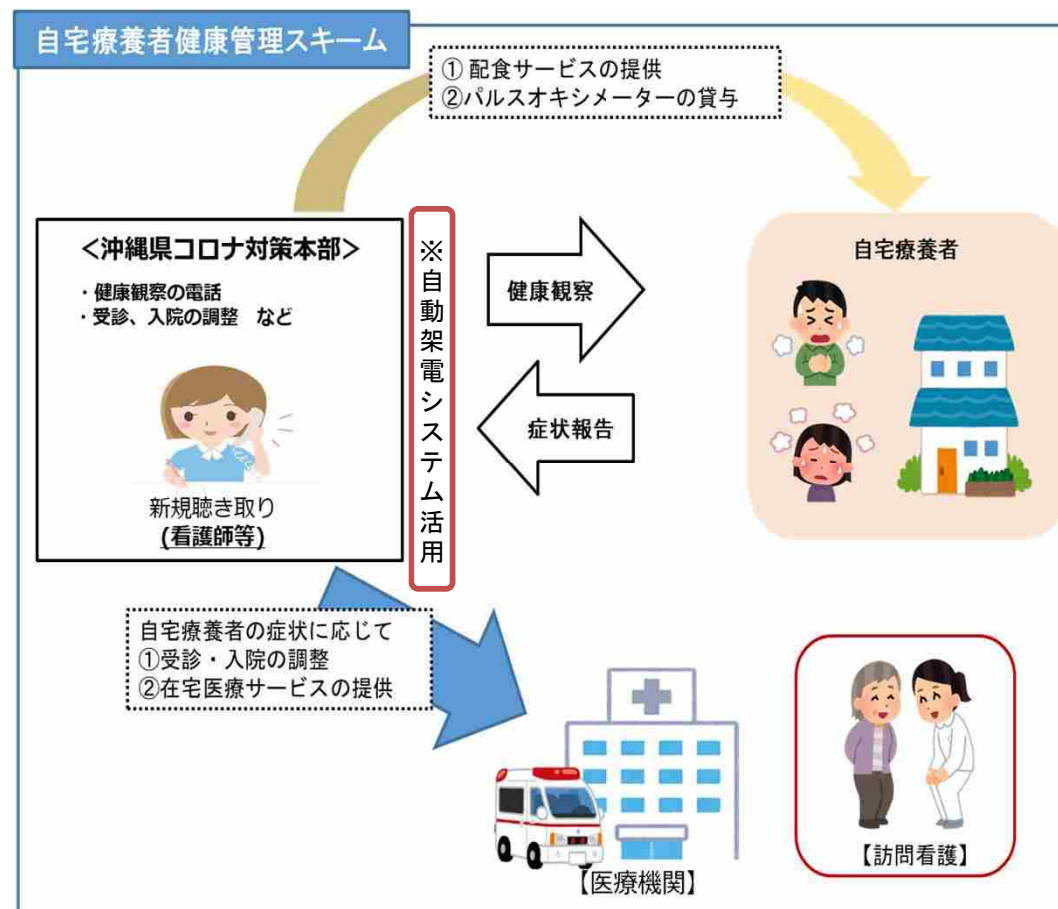 自宅療養者健康管理スキーム
① 配食サービスの提供
②パルスオキシメーターの貸与
＜沖縄県コロナ対策本部＞
・健康観察の電話
・受診、入院の調整　など
新規聴き取り
(看護師等)
※自動架電システム活用
健康観察
症状報告
自宅療養者
自宅療養者の症状に応じて
①受診・入院の調整
②在宅医療サービスの提供
【医療機関】
【訪問看護】